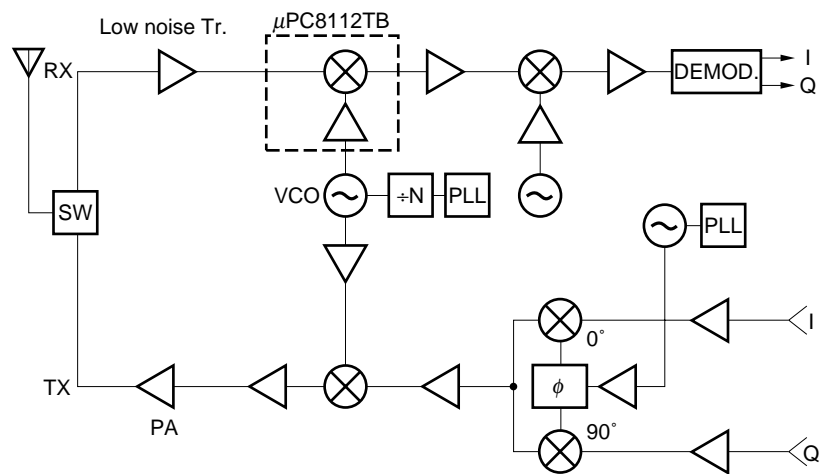 Low noise Tr.
μPC8112TB
RX
DEMOD.
I
Q
SW
VCO
÷N
PLL
PLL
I
0°
φ
TX
PA
90°
Q